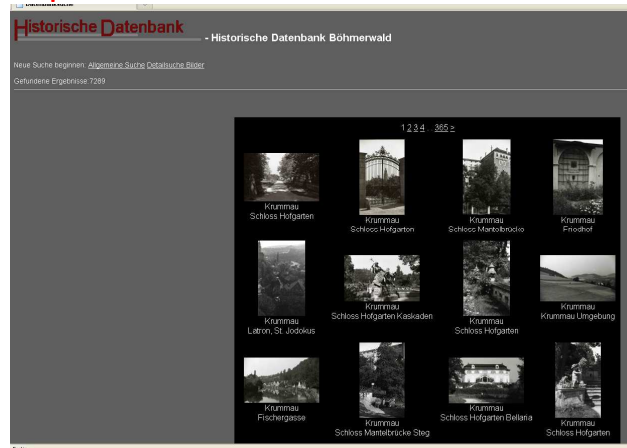 Historische Datenbank - Historische Datenbank Böhmerwald
Neue Suche beginnen: Allgemeine Suche Detailsuche Bilder
Gefundene Ergebnisse:7289
1 2 3 4 .. 365 >
Krummau
Schloss Hofgarten
Krummau
Schloss Hofgarten
Krummau
Schloss Mantelbrücke
Krummau
Friedhof
Krummau
Latron, St. Jodokus
Krummau
Schloss Hofgarten Kaskaden
Krummau
Schloss Hofgarten
Krummau
Krummau Umgebung
Krummau
Fischergasse
Krummau
Schloss Mantelbrücke Steg
Krummau
Schloss Hofgarten Bellaria
Krummau
Schloss Hofgarten